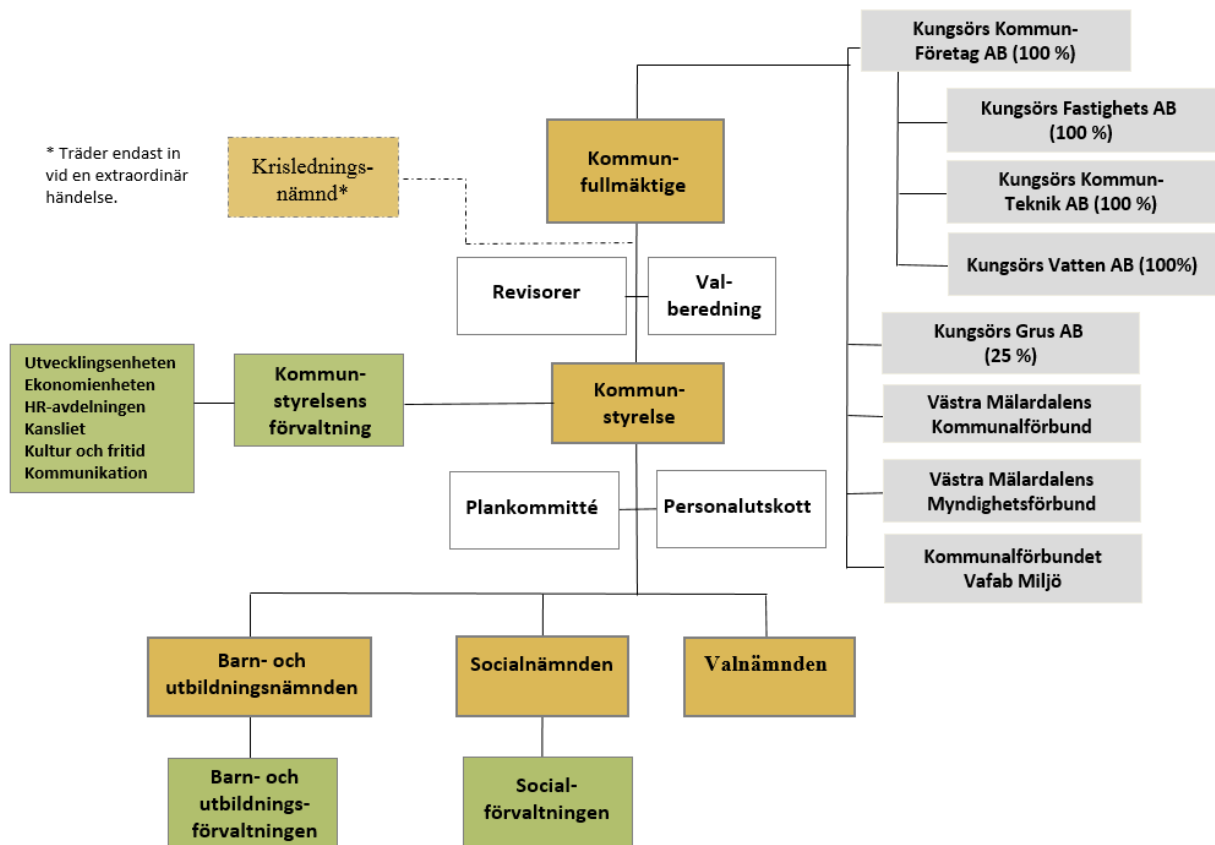 Kungsörs Kommun-
Företag AB (100 %)
Kungsörs Fastighets AB
(100 %)
Kungsörs Kommun-
Teknik AB (100 %)
Kungsörs Vatten AB (100%)
* Träder endast in
vid en extraordinär
händelse.
Krislednings-
nämnd*
Kommun-
fullmäktige
Revisorer
Val-
beredning
Kungsörs Grus AB
(25 %)
Västra Mälardalens
Kommunalförbund
Västra Mälardalens
Myndighetsförbund
Kommunalförbundet
Vafab Miljö
Utvecklingsenheten
Ekonomienheten
HR-avdelningen
Kansliet
Kultur och fritid
Kommunikation
Kommun-
styrelsens
förvaltning
Kommun-
styrelse
Plankommitté
Personalutskott
Barn- och
utbildningsnämnden
Socialnämnden
Valnämnden
Barn- och
utbildnings-
förvaltningen
Social-
förvaltningen